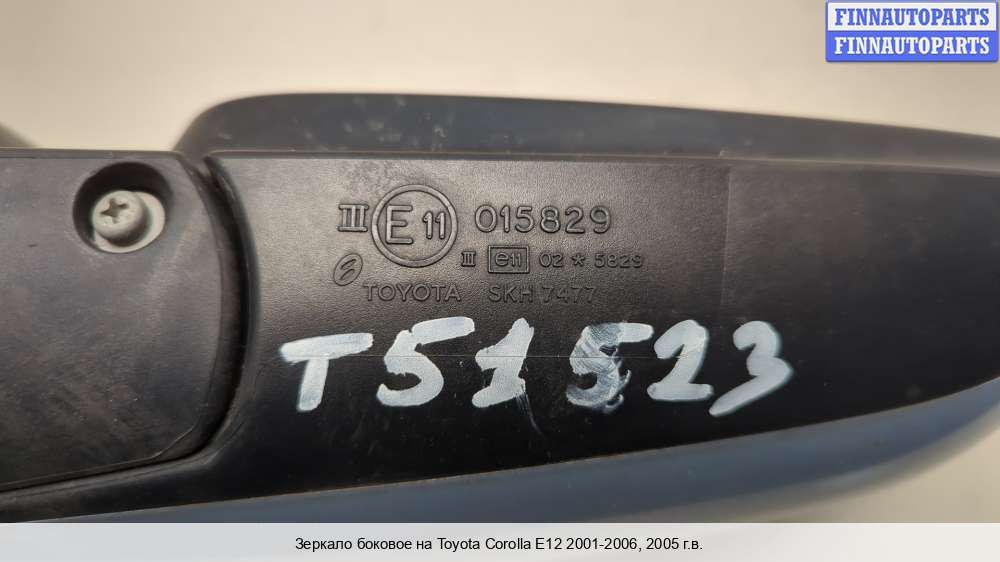 FINNAUTOPARTS
FINNAUTOPARTS
III E11 015829
III e11 02 * 5829
TOYOTA SKH 7477
T51523
Зеркало боковое на Toyota Corolla E12 2001-2006, 2005 г.в.